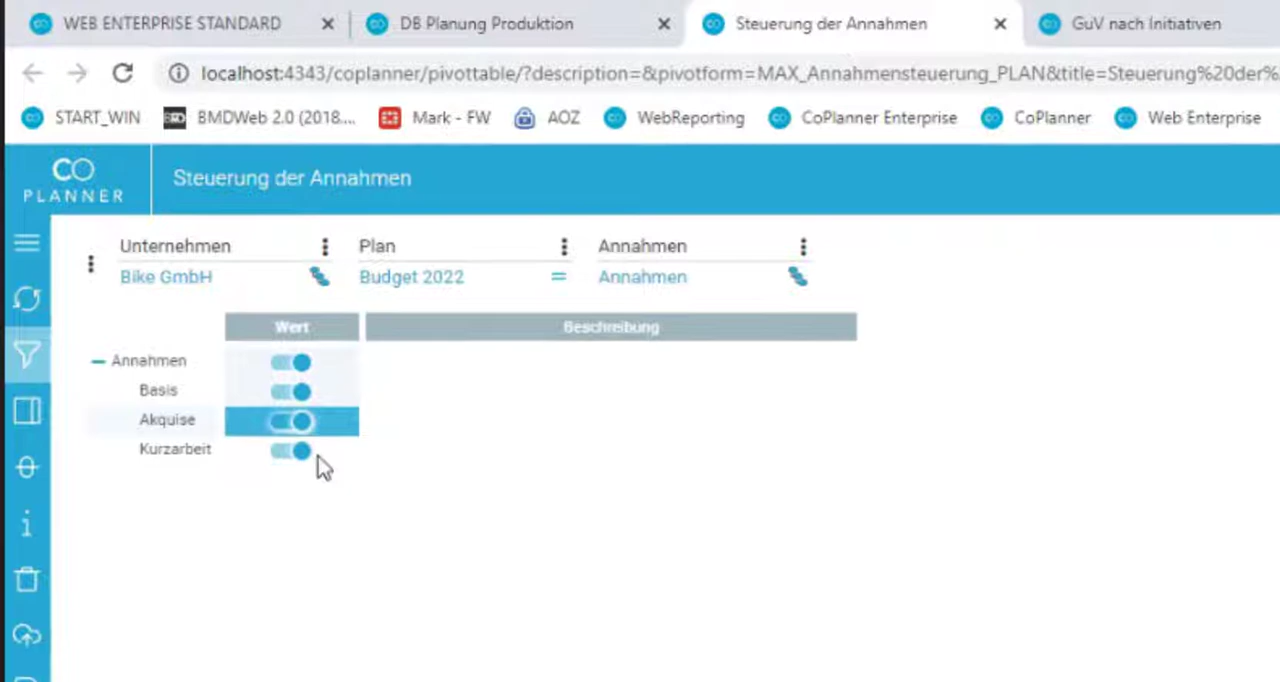 WEB ENTERPRISE STANDARD
DB Planung Produktion
Steuerung der Annahmen
GuV nach Initiativen
localhost:4343/coplanner/pivottable/?description=&pivotform=MAX_Annahmensteuerung_PLAN&title=Steuerung%20der%
START_WIN
BMDWeb 2.0 (2018....
Mark - FW
AOZ
WebReporting
CoPlanner Enterprise
CoPlanner
Web Enterprise
CO
PLANNER
Steuerung der Annahmen
Unternehmen
Plan
Annahmen
Bike GmbH
Budget 2022
Annahmen
Wert
Beschreibung
Annahmen
Basis
Akquise
Kurzarbeit